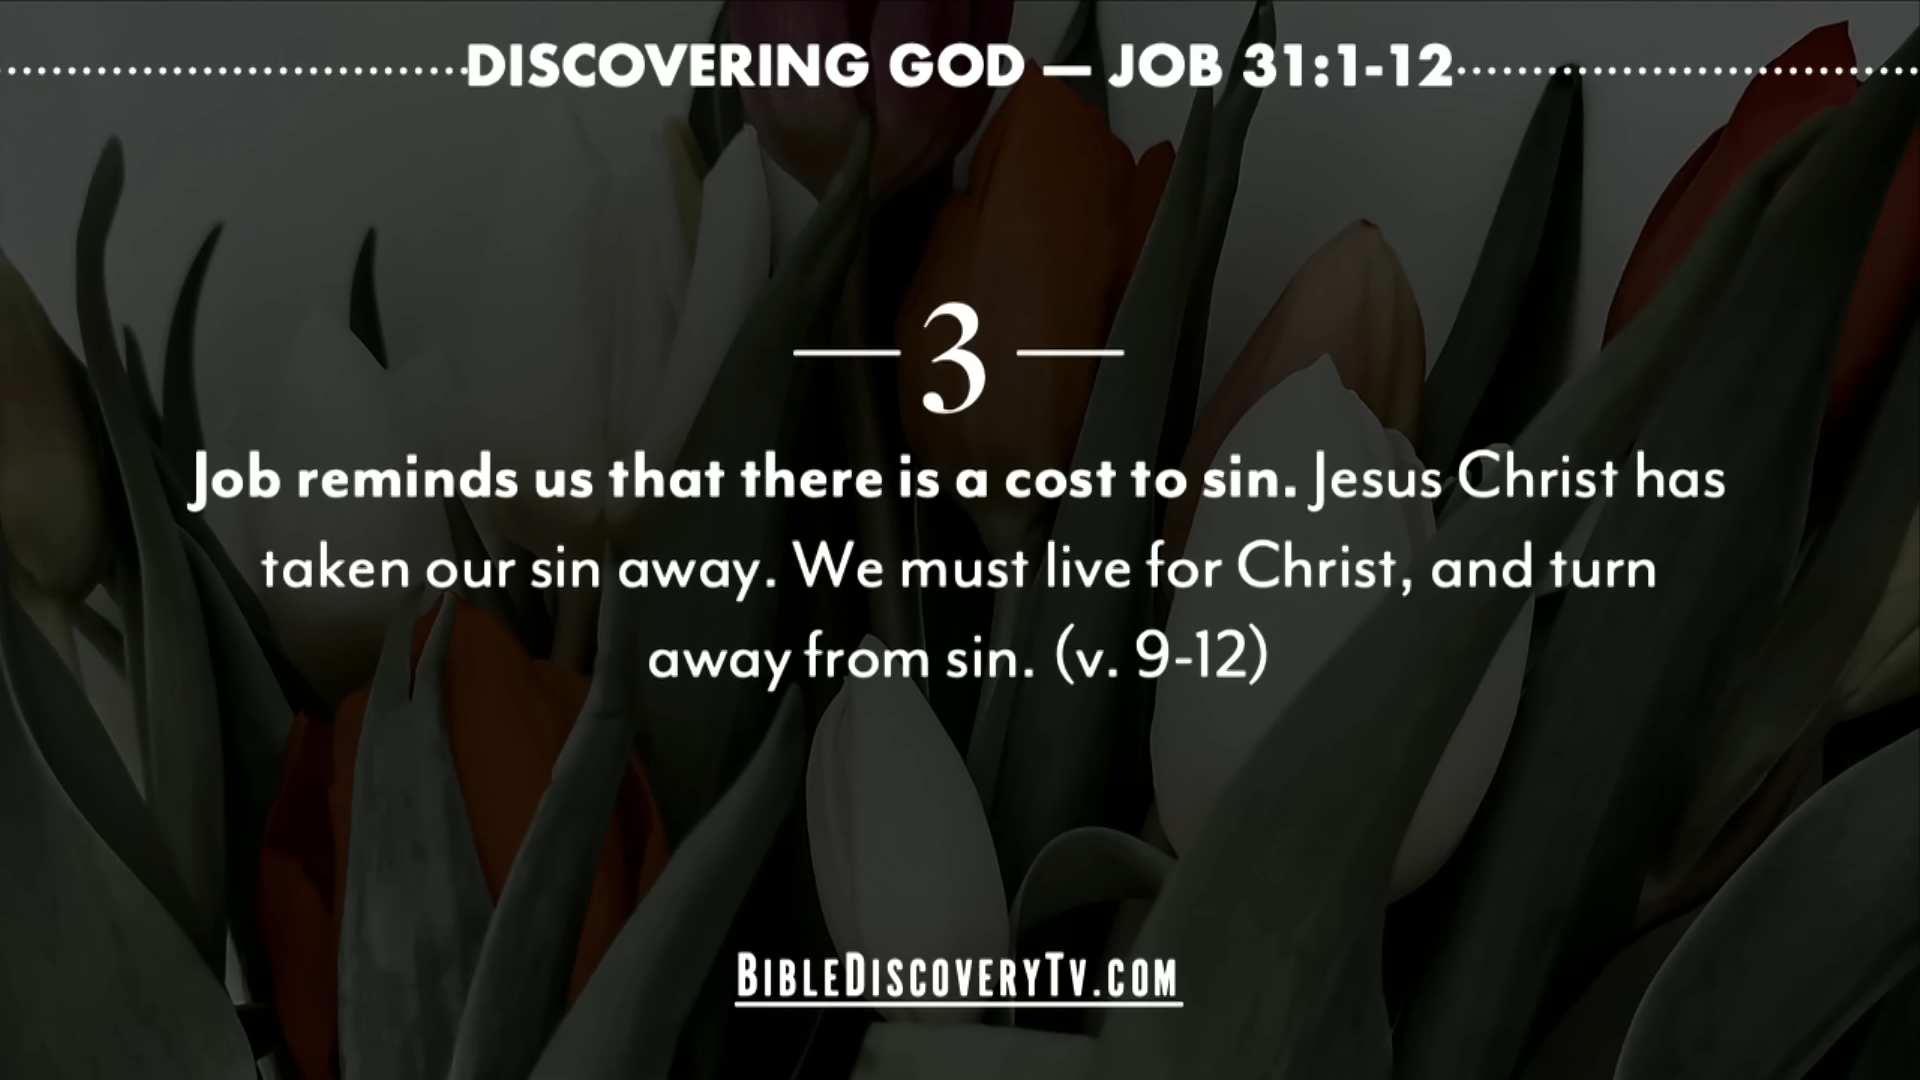 DISCOVERING GOD — JOB 31:1-12
3
Job reminds us that there is a cost to sin. Jesus Christ has
taken our sin away. We must live for Christ, and turn
away from sin. (v. 9-12)
BIBLEDISCOVERYTV.COM